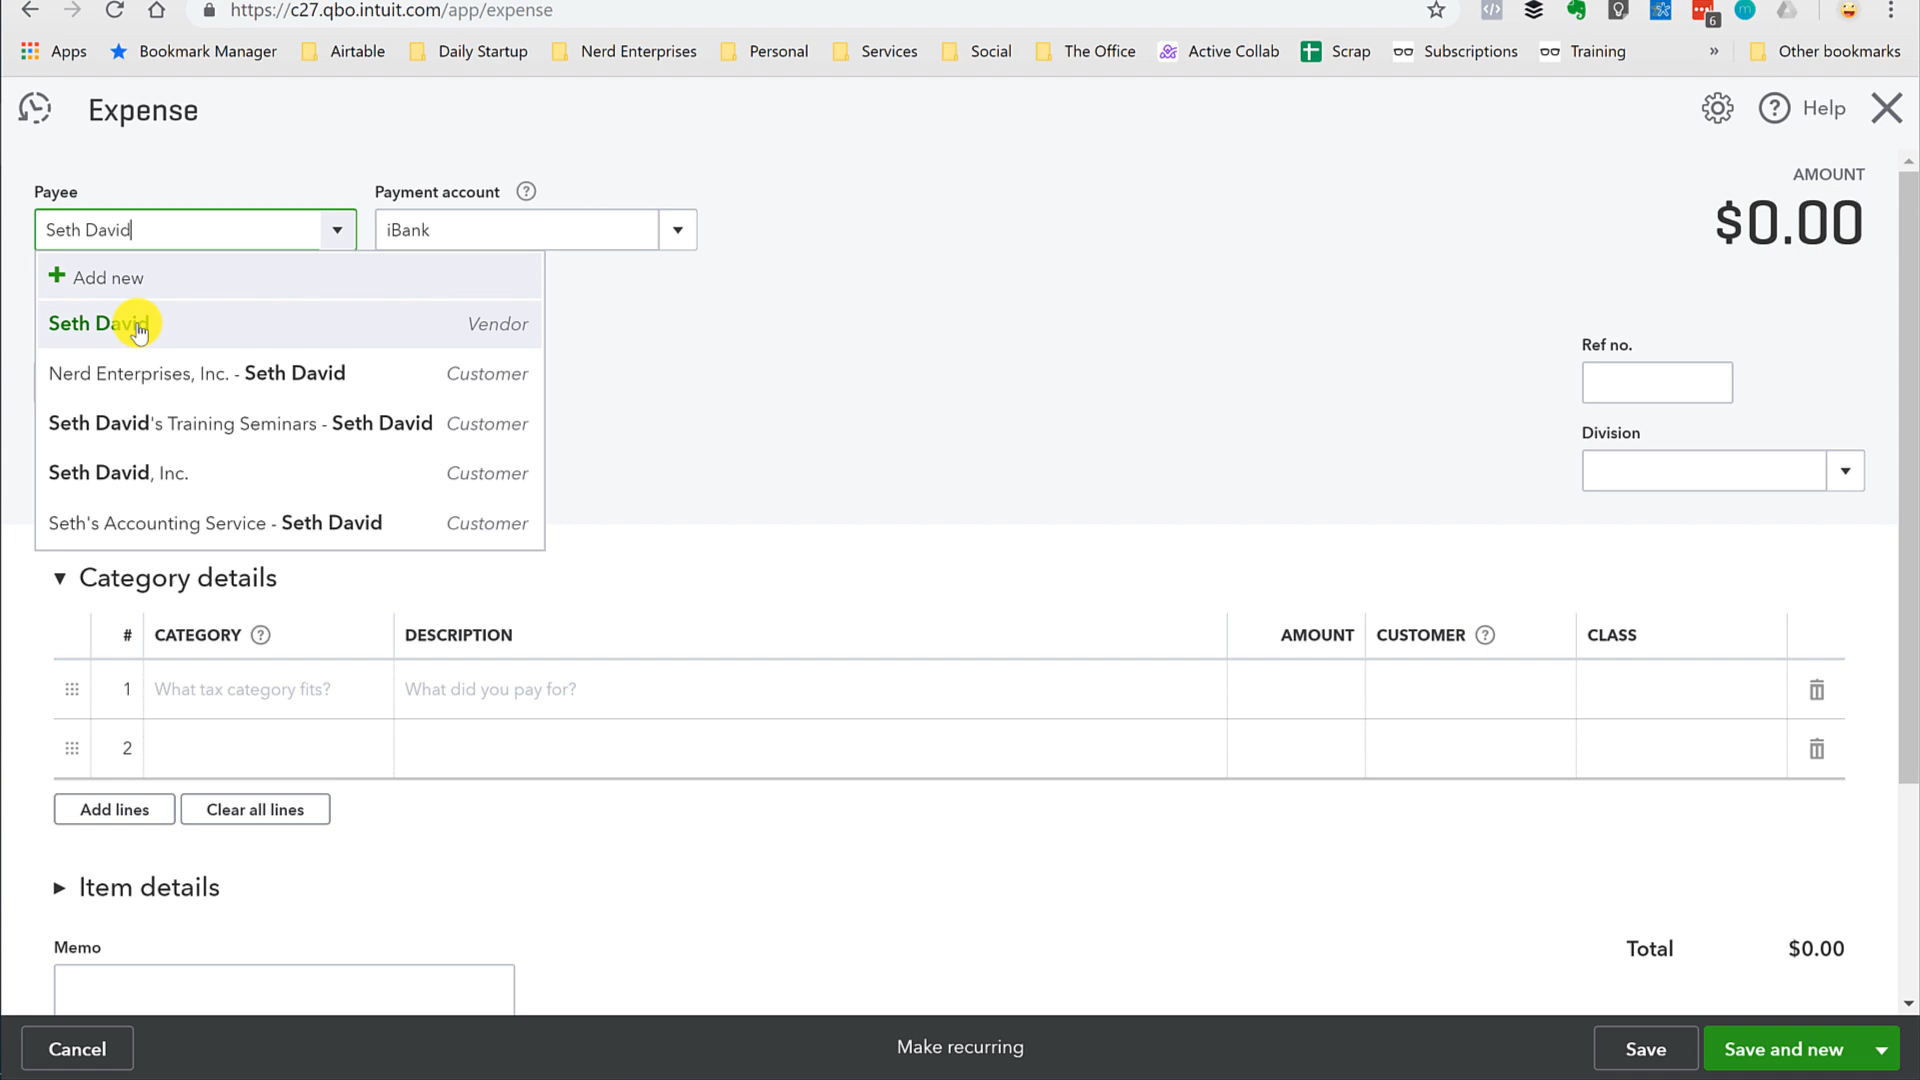 https://c27.qbo.intuit.com/app/expense
6
Apps Bookmark Manager Airtable Daily Startup Nerd Enterprises Personal Services Social The Office Active Collab Scrap Subscriptions Training » Other bookmarks
Expense Help
Payee Payment account AMOUNT
Seth David iBank $0.00
Add new
Seth David Vendor
Nerd Enterprises, Inc. - Seth David Customer
Seth David's Training Seminars - Seth David Customer
Seth David, Inc. Customer
Seth's Accounting Service - Seth David Customer
Ref no.
Division
Category details
# CATEGORY DESCRIPTION AMOUNT CUSTOMER CLASS
1 What tax category fits? What did you pay for?
2
Add lines Clear all lines
Item details
Memo Total $0.00
Cancel Make recurring Save Save and new